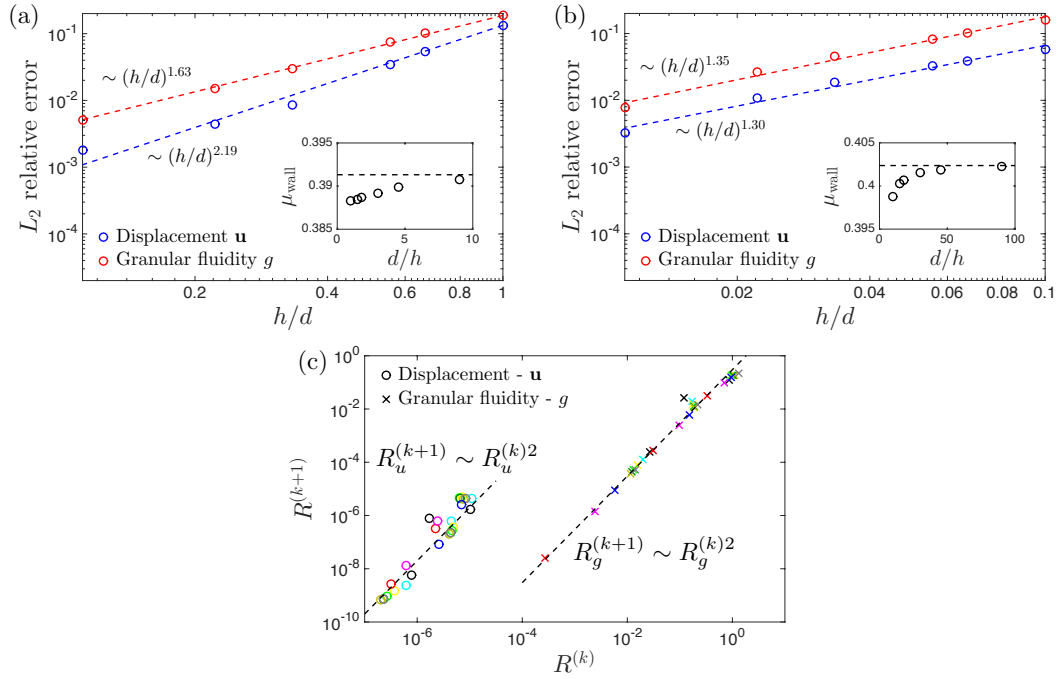 (a)
10^{-1}
10^{-2}
10^{-3}
10^{-4}
L_2 relative error
∼ (h/d)^{1.63}
∼ (h/d)^{2.19}
0.395
0.39
0.385
μ_wall
0 5 10
d/h
Displacement u
Granular fluidity g
0.2 0.4 0.6 0.8 1
h/d
(b)
10^{-1}
10^{-2}
10^{-3}
10^{-4}
L_2 relative error
∼ (h/d)^{1.35}
∼ (h/d)^{1.30}
0.405
0.4
0.395
μ_wall
0 50 100
d/h
Displacement u
Granular fluidity g
0.02 0.04 0.06 0.08 0.1
h/d
(c)
10^0
10^{-2}
10^{-4}
10^{-6}
10^{-8}
10^{-10}
R^{(k+1)}
Displacement - u
Granular fluidity - g
R_u^{(k+1)} ∼ R_u^{(k)2}
R_g^{(k+1)} ∼ R_g^{(k)2}
10^{-6} 10^{-4} 10^{-2} 10^0
R^{(k)}